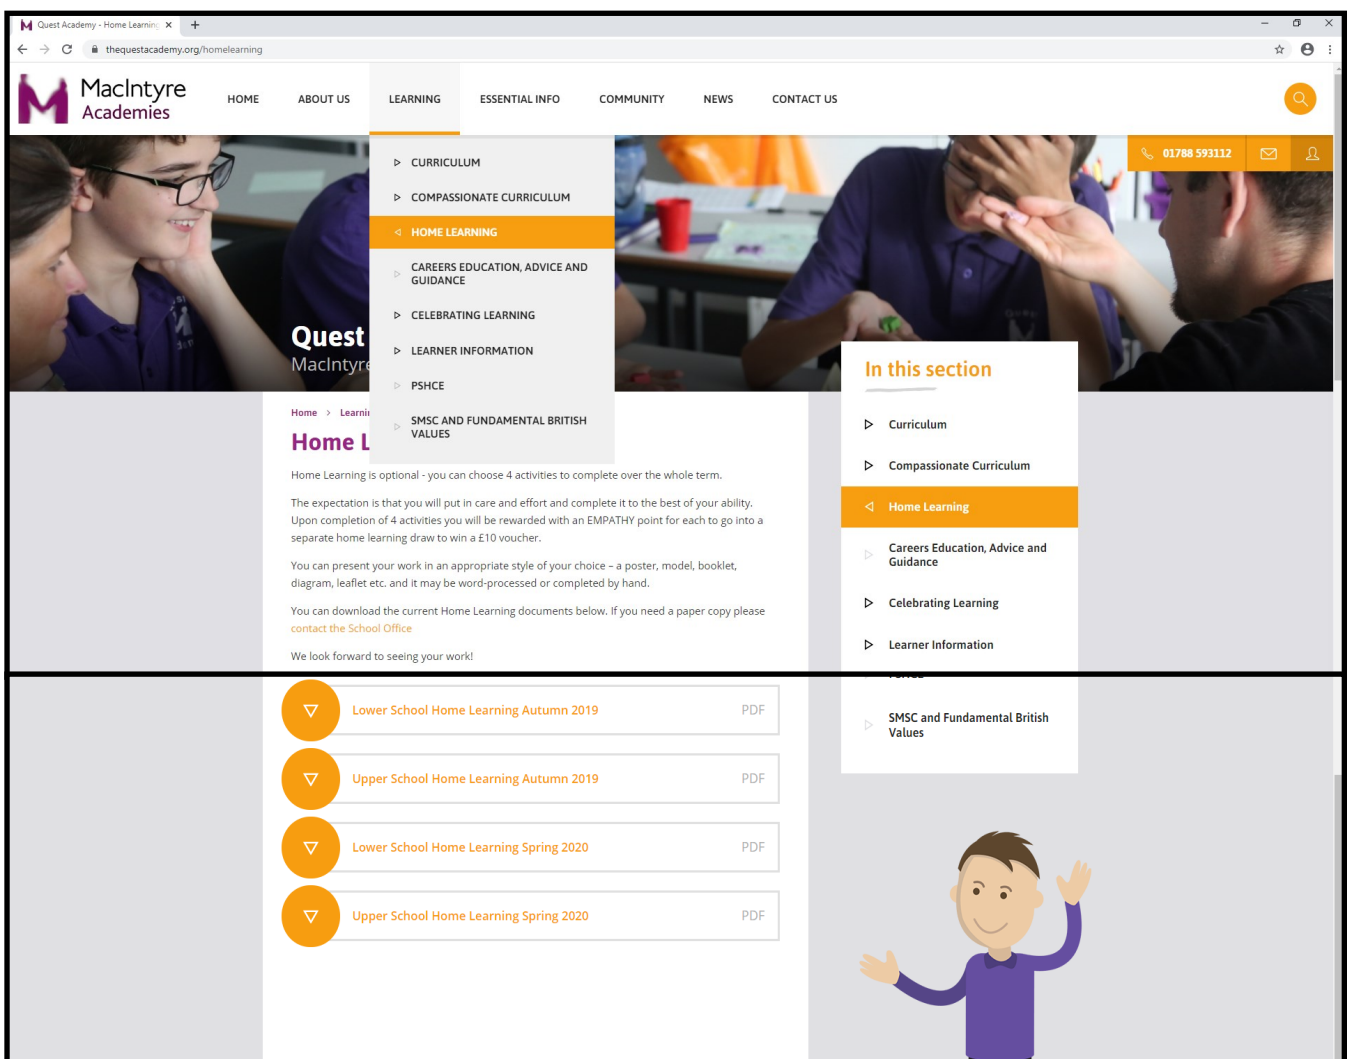 Quest Academy - Home Learning
thequestacademy.org/homelearning
MacIntyre
Academies
HOME ABOUT US LEARNING ESSENTIAL INFO COMMUNITY NEWS CONTACT US
01788 593112
CURRICULUM
COMPASSIONATE CURRICULUM
HOME LEARNING
CAREERS EDUCATION, ADVICE AND
GUIDANCE
CELEBRATING LEARNING
LEARNER INFORMATION
PSHCE
SMSC AND FUNDAMENTAL BRITISH
VALUES
Quest
MacIntyre
Home > Learni
Home L
Home Learning is optional - you can choose 4 activities to complete over the whole term.
The expectation is that you will put in care and effort and complete it to the best of your ability.
Upon completion of 4 activities you will be rewarded with an EMPATHY point for each to go into a
separate home learning draw to win a £10 voucher.
You can present your work in an appropriate style of your choice – a poster, model, booklet,
diagram, leaflet etc. and it may be word-processed or completed by hand.
You can download the current Home Learning documents below. If you need a paper copy please
contact the School Office
We look forward to seeing your work!
Lower School Home Learning Autumn 2019 PDF
Upper School Home Learning Autumn 2019 PDF
Lower School Home Learning Spring 2020 PDF
Upper School Home Learning Spring 2020 PDF
In this section
Curriculum
Compassionate Curriculum
Home Learning
Careers Education, Advice and
Guidance
Celebrating Learning
Learner Information
SMSC and Fundamental British
Values